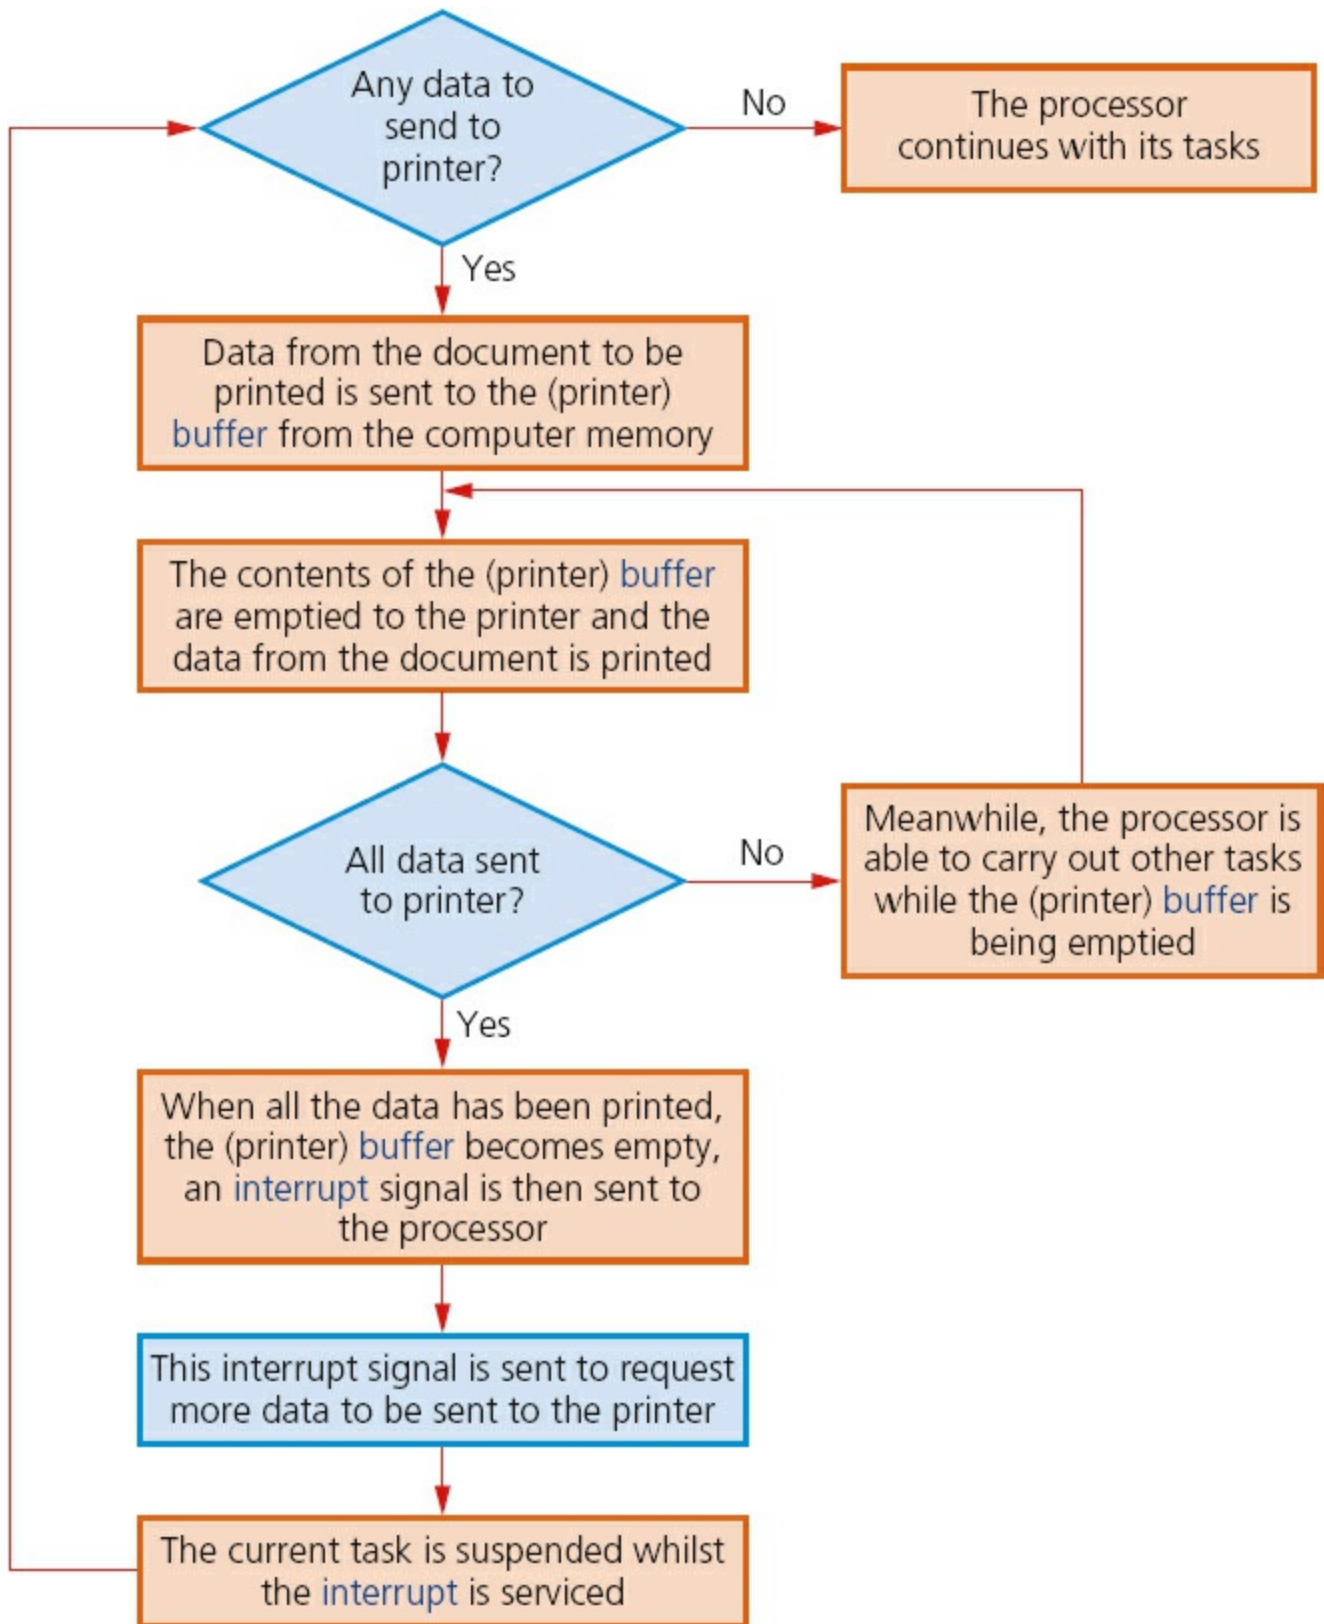 Any data to
send to
printer?
No
The processor
continues with its tasks
Yes
Data from the document to be
printed is sent to the (printer)
buffer from the computer memory
The contents of the (printer) buffer
are emptied to the printer and the
data from the document is printed
All data sent
to printer?
No
Meanwhile, the processor is
able to carry out other tasks
while the (printer) buffer is
being emptied
Yes
When all the data has been printed,
the (printer) buffer becomes empty,
an interrupt signal is then sent to
the processor
This interrupt signal is sent to request
more data to be sent to the printer
The current task is suspended whilst
the interrupt is serviced